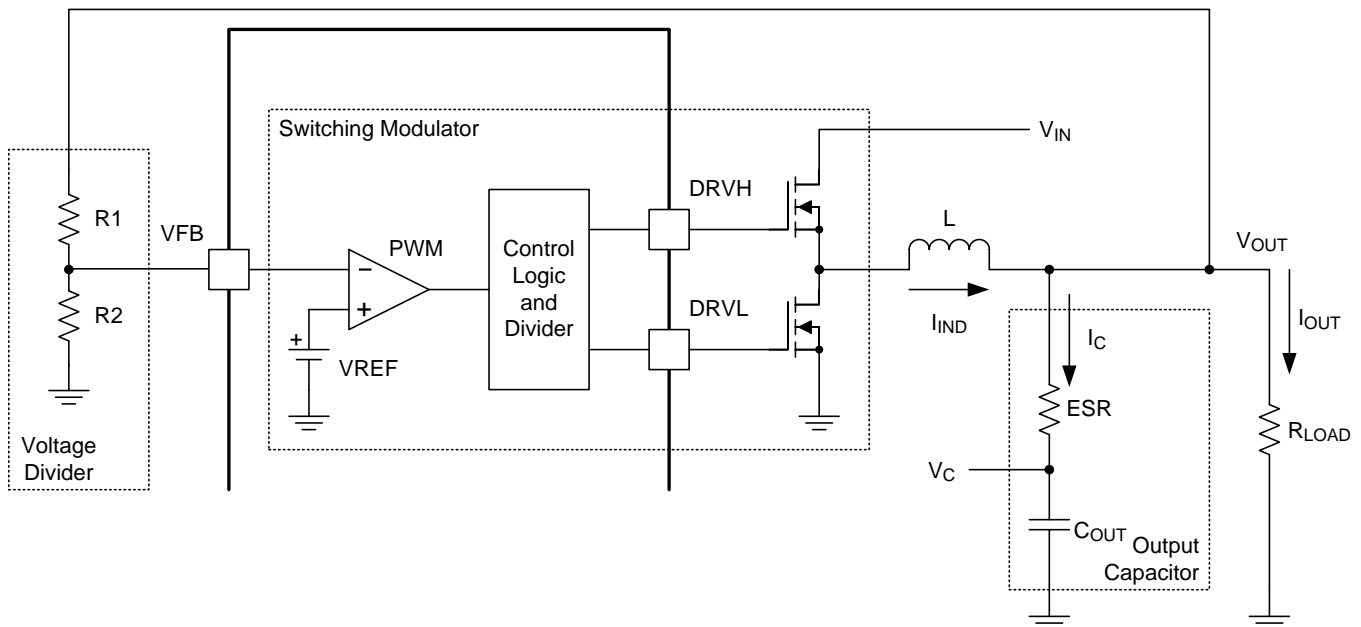 Switching Modulator
VIN
DRVH
R1
VFB
PWM
Control
Logic
and
Divider
L
VOUT
−
+
R2
DRVL
IIND
IOUT
+
VREF
IC
ESR
RLOAD
Voltage
Divider
VC
COUT
Output
Capacitor